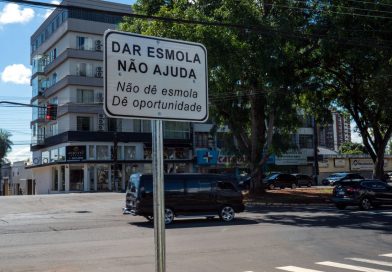 DAR ESMOLA
NÃO AJUDA
Não dê esmola
Dê oportunidade